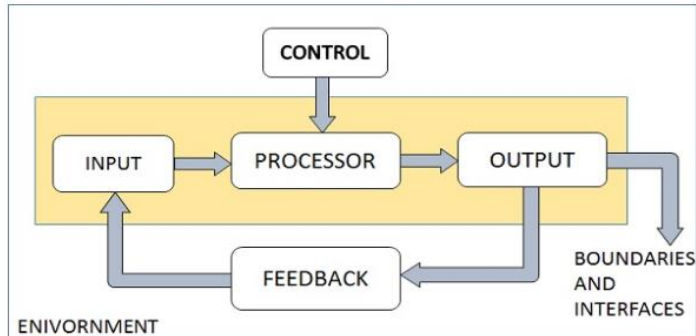 CONTROL
INPUT
PROCESSOR
OUTPUT
FEEDBACK
BOUNDARIES
AND
INTERFACES
ENIVORNMENT